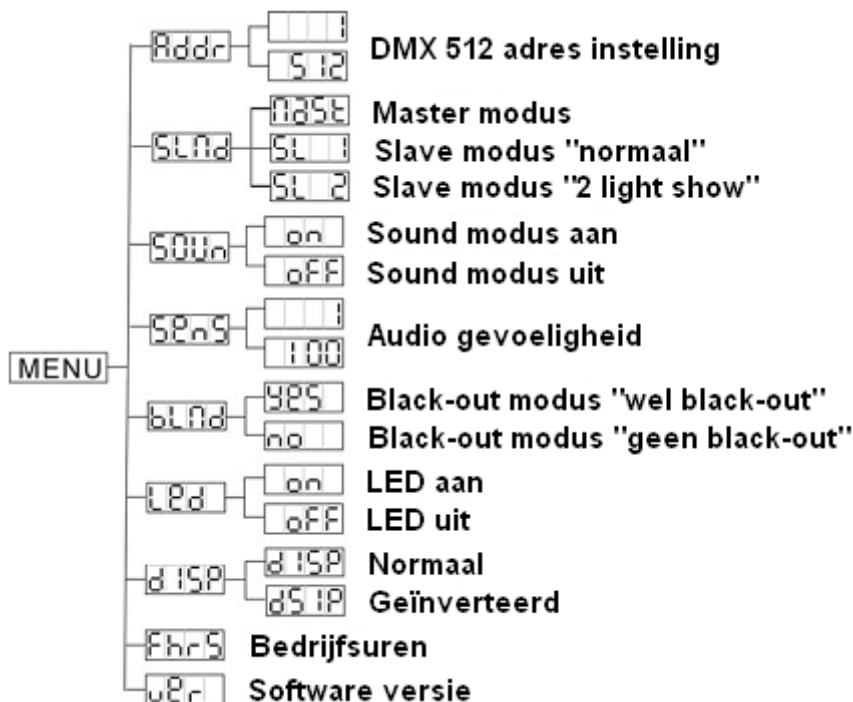 Addr 1
512 DMX 512 adres instelling
SLMd MaSt Master modus
SL 1 Slave modus "normaal"
SL 2 Slave modus "2 light show"
SOUn on Sound modus aan
oFF Sound modus uit
SenS 1
100 Audio gevoeligheid
MENU
bLMd yeS Black-out modus "wel black-out"
no Black-out modus "geen black-out"
Led on LED aan
oFF LED uit
dISP dISP Normaal
dSIP Geïnverteerd
FhrS Bedrijfsuren
ver Software versie